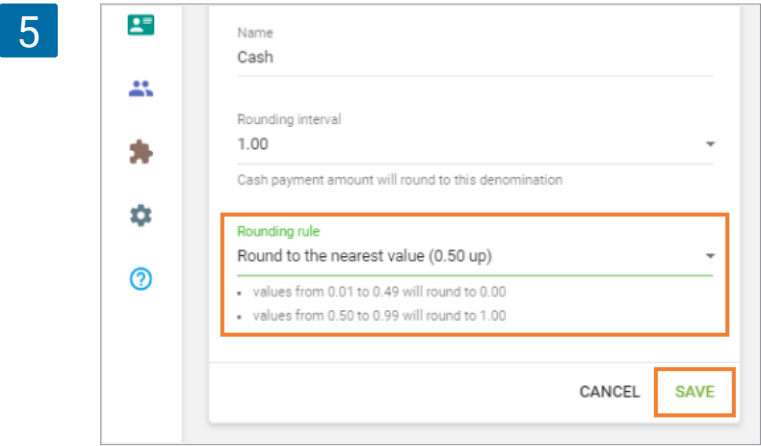 5
Name
Cash
Rounding interval
1.00
Cash payment amount will round to this denomination
Rounding rule
Round to the nearest value (0.50 up)
• values from 0.01 to 0.49 will round to 0.00
• values from 0.50 to 0.99 will round to 1.00
CANCEL SAVE